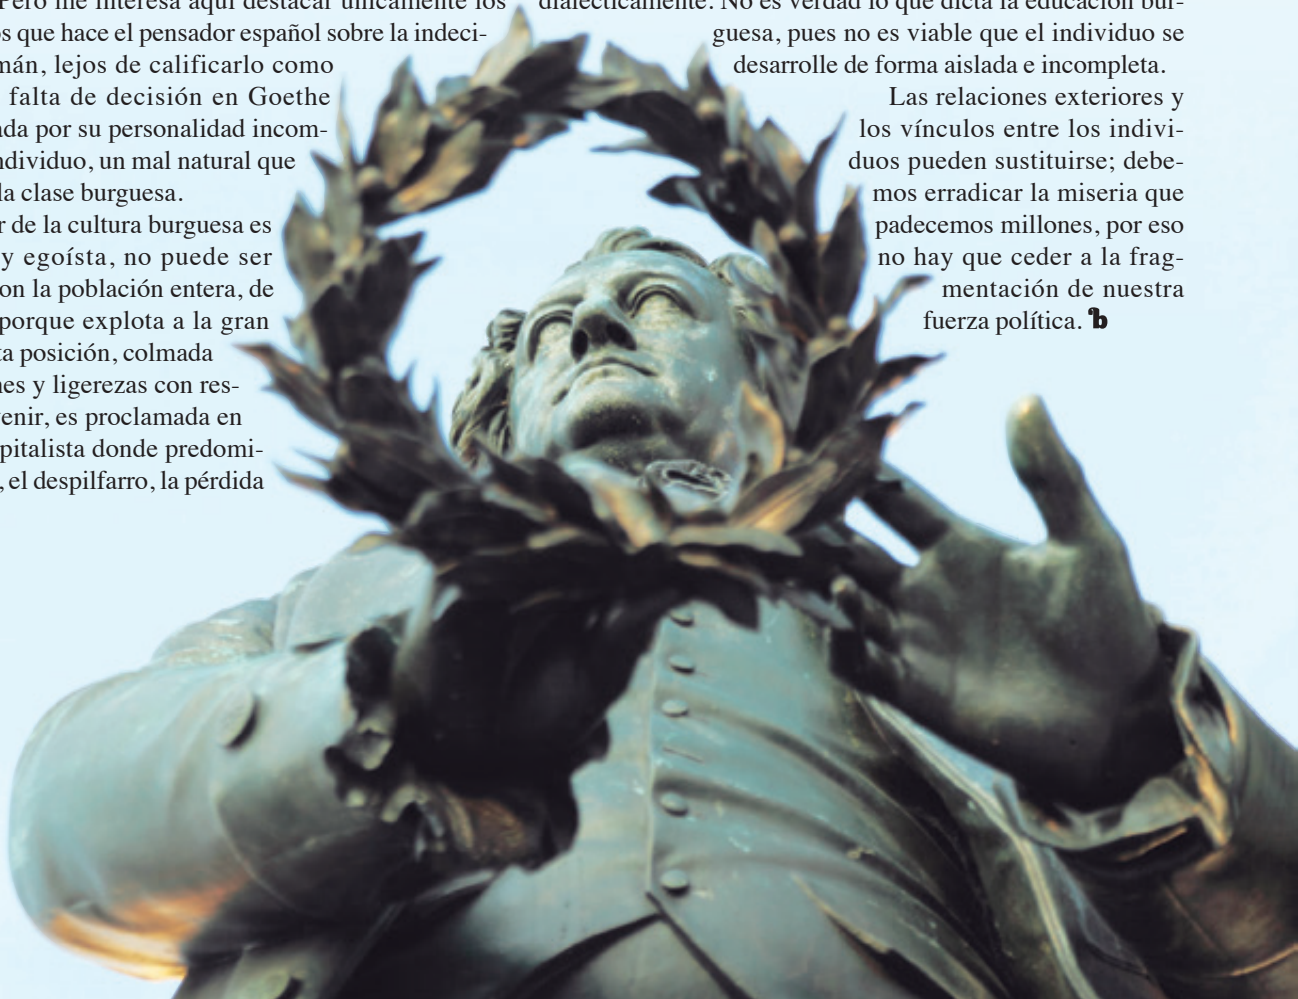 Pero me interesa aquí destacar únicamente los
s que hace el pensador español sobre la indeci-
mán, lejos de calificarlo como
falta de decisión en Goethe
da por su personalidad incom-
ndividuo, un mal natural que
la clase burguesa.
r de la cultura burguesa es
y egoísta, no puede ser
on la población entera, de
porque explota a la gran
ta posición, colmada
nes y ligerezas con res-
venir, es proclamada en
pitalista donde predomi-
, el despilfarro, la pérdida
dialécticamente. No es verdad lo que dicta la educación bur-
guesa, pues no es viable que el individuo se
desarrolle de forma aislada e incompleta.
Las relaciones exteriores y
los vínculos entre los indivi-
duos pueden sustituirse; debe-
mos erradicar la miseria que
padecemos millones, por eso
no hay que ceder a la frag-
mentación de nuestra
fuerza política. b